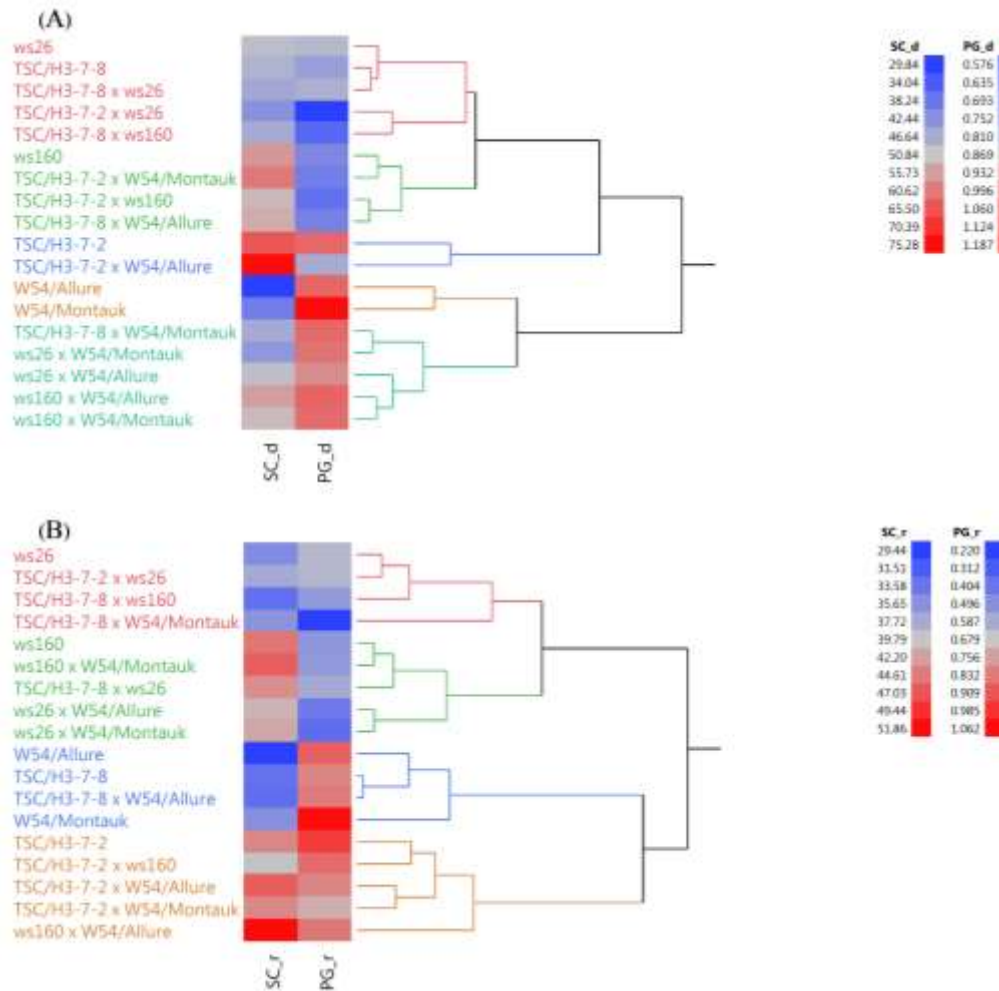 (A)
ws26
TSC/H3-7-8
TSC/H3-7-8 x ws26
TSC/H3-7-2 x ws26
TSC/H3-7-8 x ws160
ws160
TSC/H3-7-2 x W54/Montauk
TSC/H3-7-2 x ws160
TSC/H3-7-8 x W54/Allure
TSC/H3-7-2
TSC/H3-7-2 x W54/Allure
W54/Allure
W54/Montauk
TSC/H3-7-8 x W54/Montauk
ws26 x W54/Montauk
ws26 x W54/Allure
ws160 x W54/Allure
ws160 x W54/Montauk
SC_d PG_d
SC_d PG_d
29.84 0.576
34.04 0.635
38.24 0.693
42.44 0.752
46.64 0.810
50.84 0.869
55.73 0.932
60.62 0.996
65.50 1.060
70.39 1.124
75.28 1.187
(B)
ws26
TSC/H3-7-2 x ws26
TSC/H3-7-8 x ws160
TSC/H3-7-8 x W54/Montauk
ws160
ws160 x W54/Montauk
TSC/H3-7-8 x ws26
ws26 x W54/Allure
ws26 x W54/Montauk
W54/Allure
TSC/H3-7-8
TSC/H3-7-8 x W54/Allure
W54/Montauk
TSC/H3-7-2
TSC/H3-7-2 x ws160
TSC/H3-7-2 x W54/Allure
TSC/H3-7-2 x W54/Montauk
ws160 x W54/Allure
SC_r PG_r
SC_r PG_r
29.44 0.220
31.51 0.312
33.58 0.404
35.65 0.496
37.72 0.587
39.79 0.679
42.20 0.756
44.61 0.832
47.03 0.909
49.44 0.985
51.86 1.062